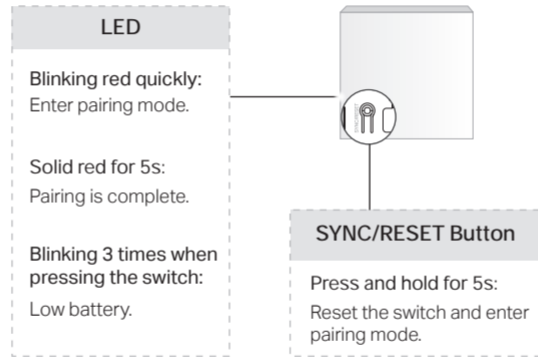 LED
Blinking red quickly:
Enter pairing mode.
Solid red for 5s:
Pairing is complete.
Blinking 3 times when
pressing the switch:
Low battery.
SYNC/RESET
SYNC/RESET Button
Press and hold for 5s:
Reset the switch and enter
pairing mode.